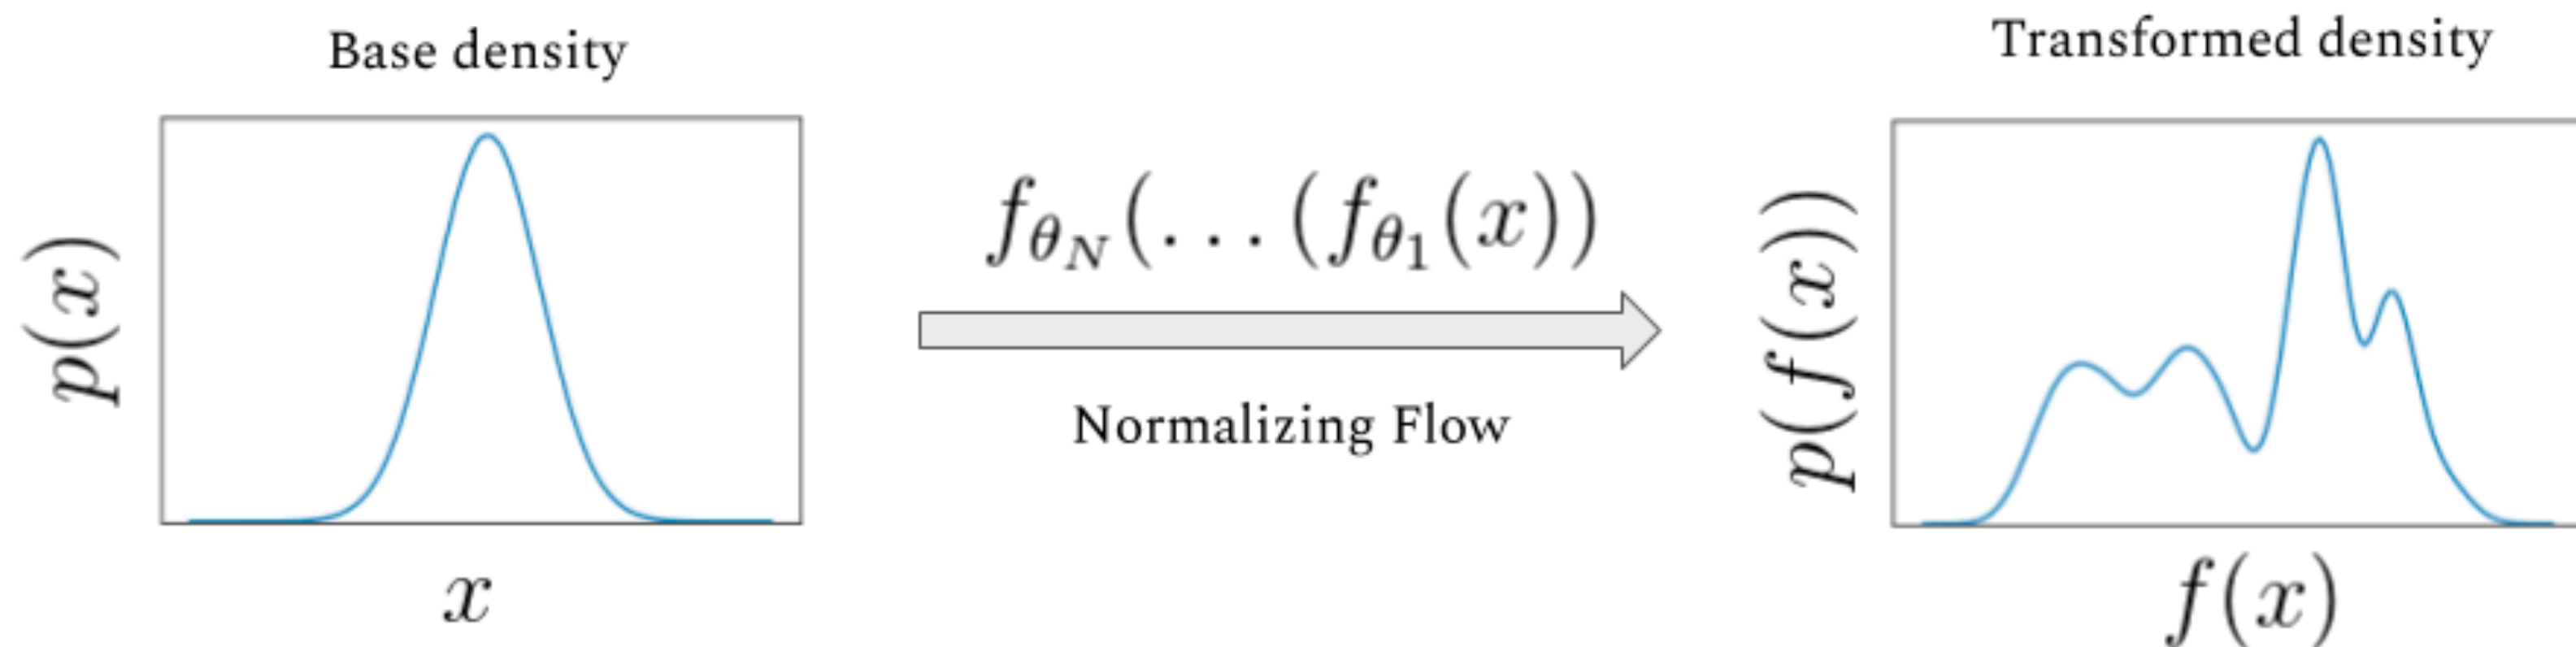 Base density
p(x)
x
f_{θ_N}(...(f_{θ_1}(x))
Normalizing Flow
Transformed density
p(f(x))
f(x)